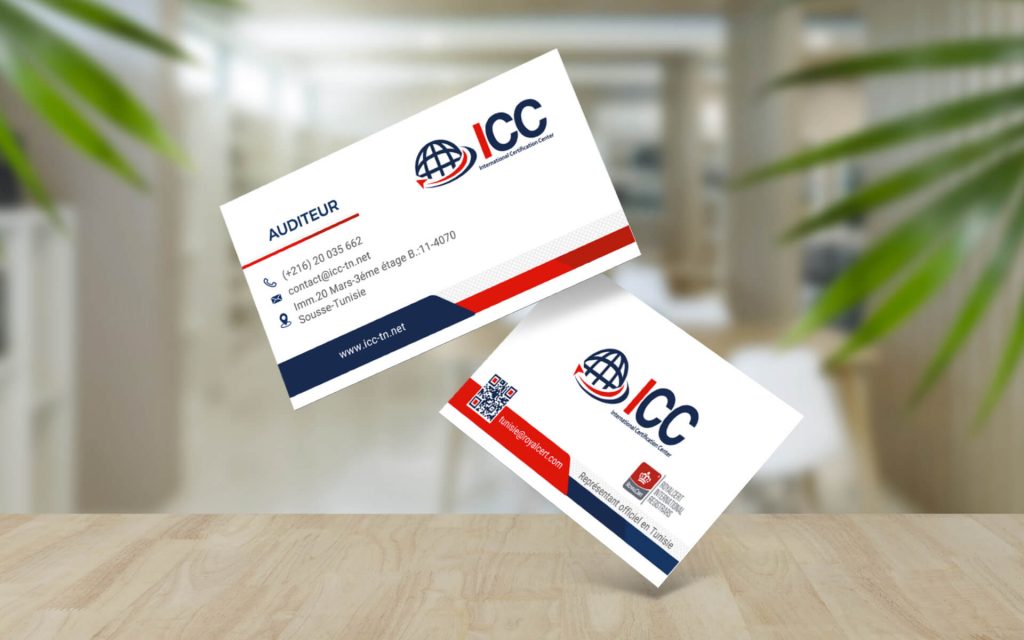 ICC
International Certification Center
AUDITEUR
(+216) 20 035 662
contact@icc-tn.net
Imm.20 Mars-3éme étage B.:11-4070
Sousse-Tunisie
www.icc-tn.net
ICC
International Certification Center
tunisie@royalcert.com
RoyalCert
ROYALCERT
INTERNATIONAL
REGISTRARS
Représentant officiel en Tunisie